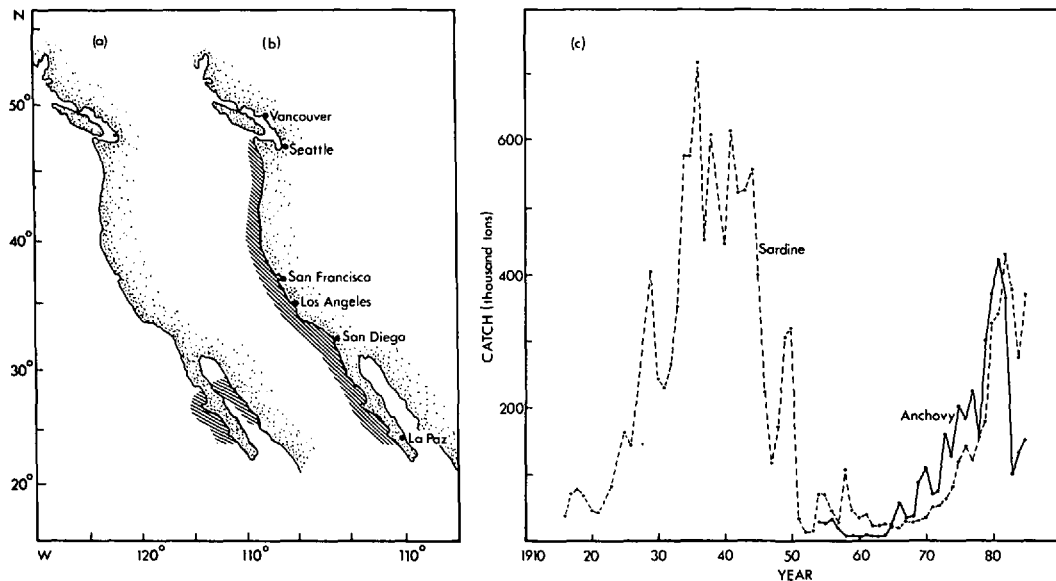 N
(a)
(b)
50°
40°
30°
20°
W
120°
110°
110°
Vancouver
Seattle
San Francisco
Los Angeles
San Diego
La Paz
(c)
CATCH (thousand tons)
600
400
200
Sardine
Anchovy
1910 20 30 40 50 60 70 80
YEAR